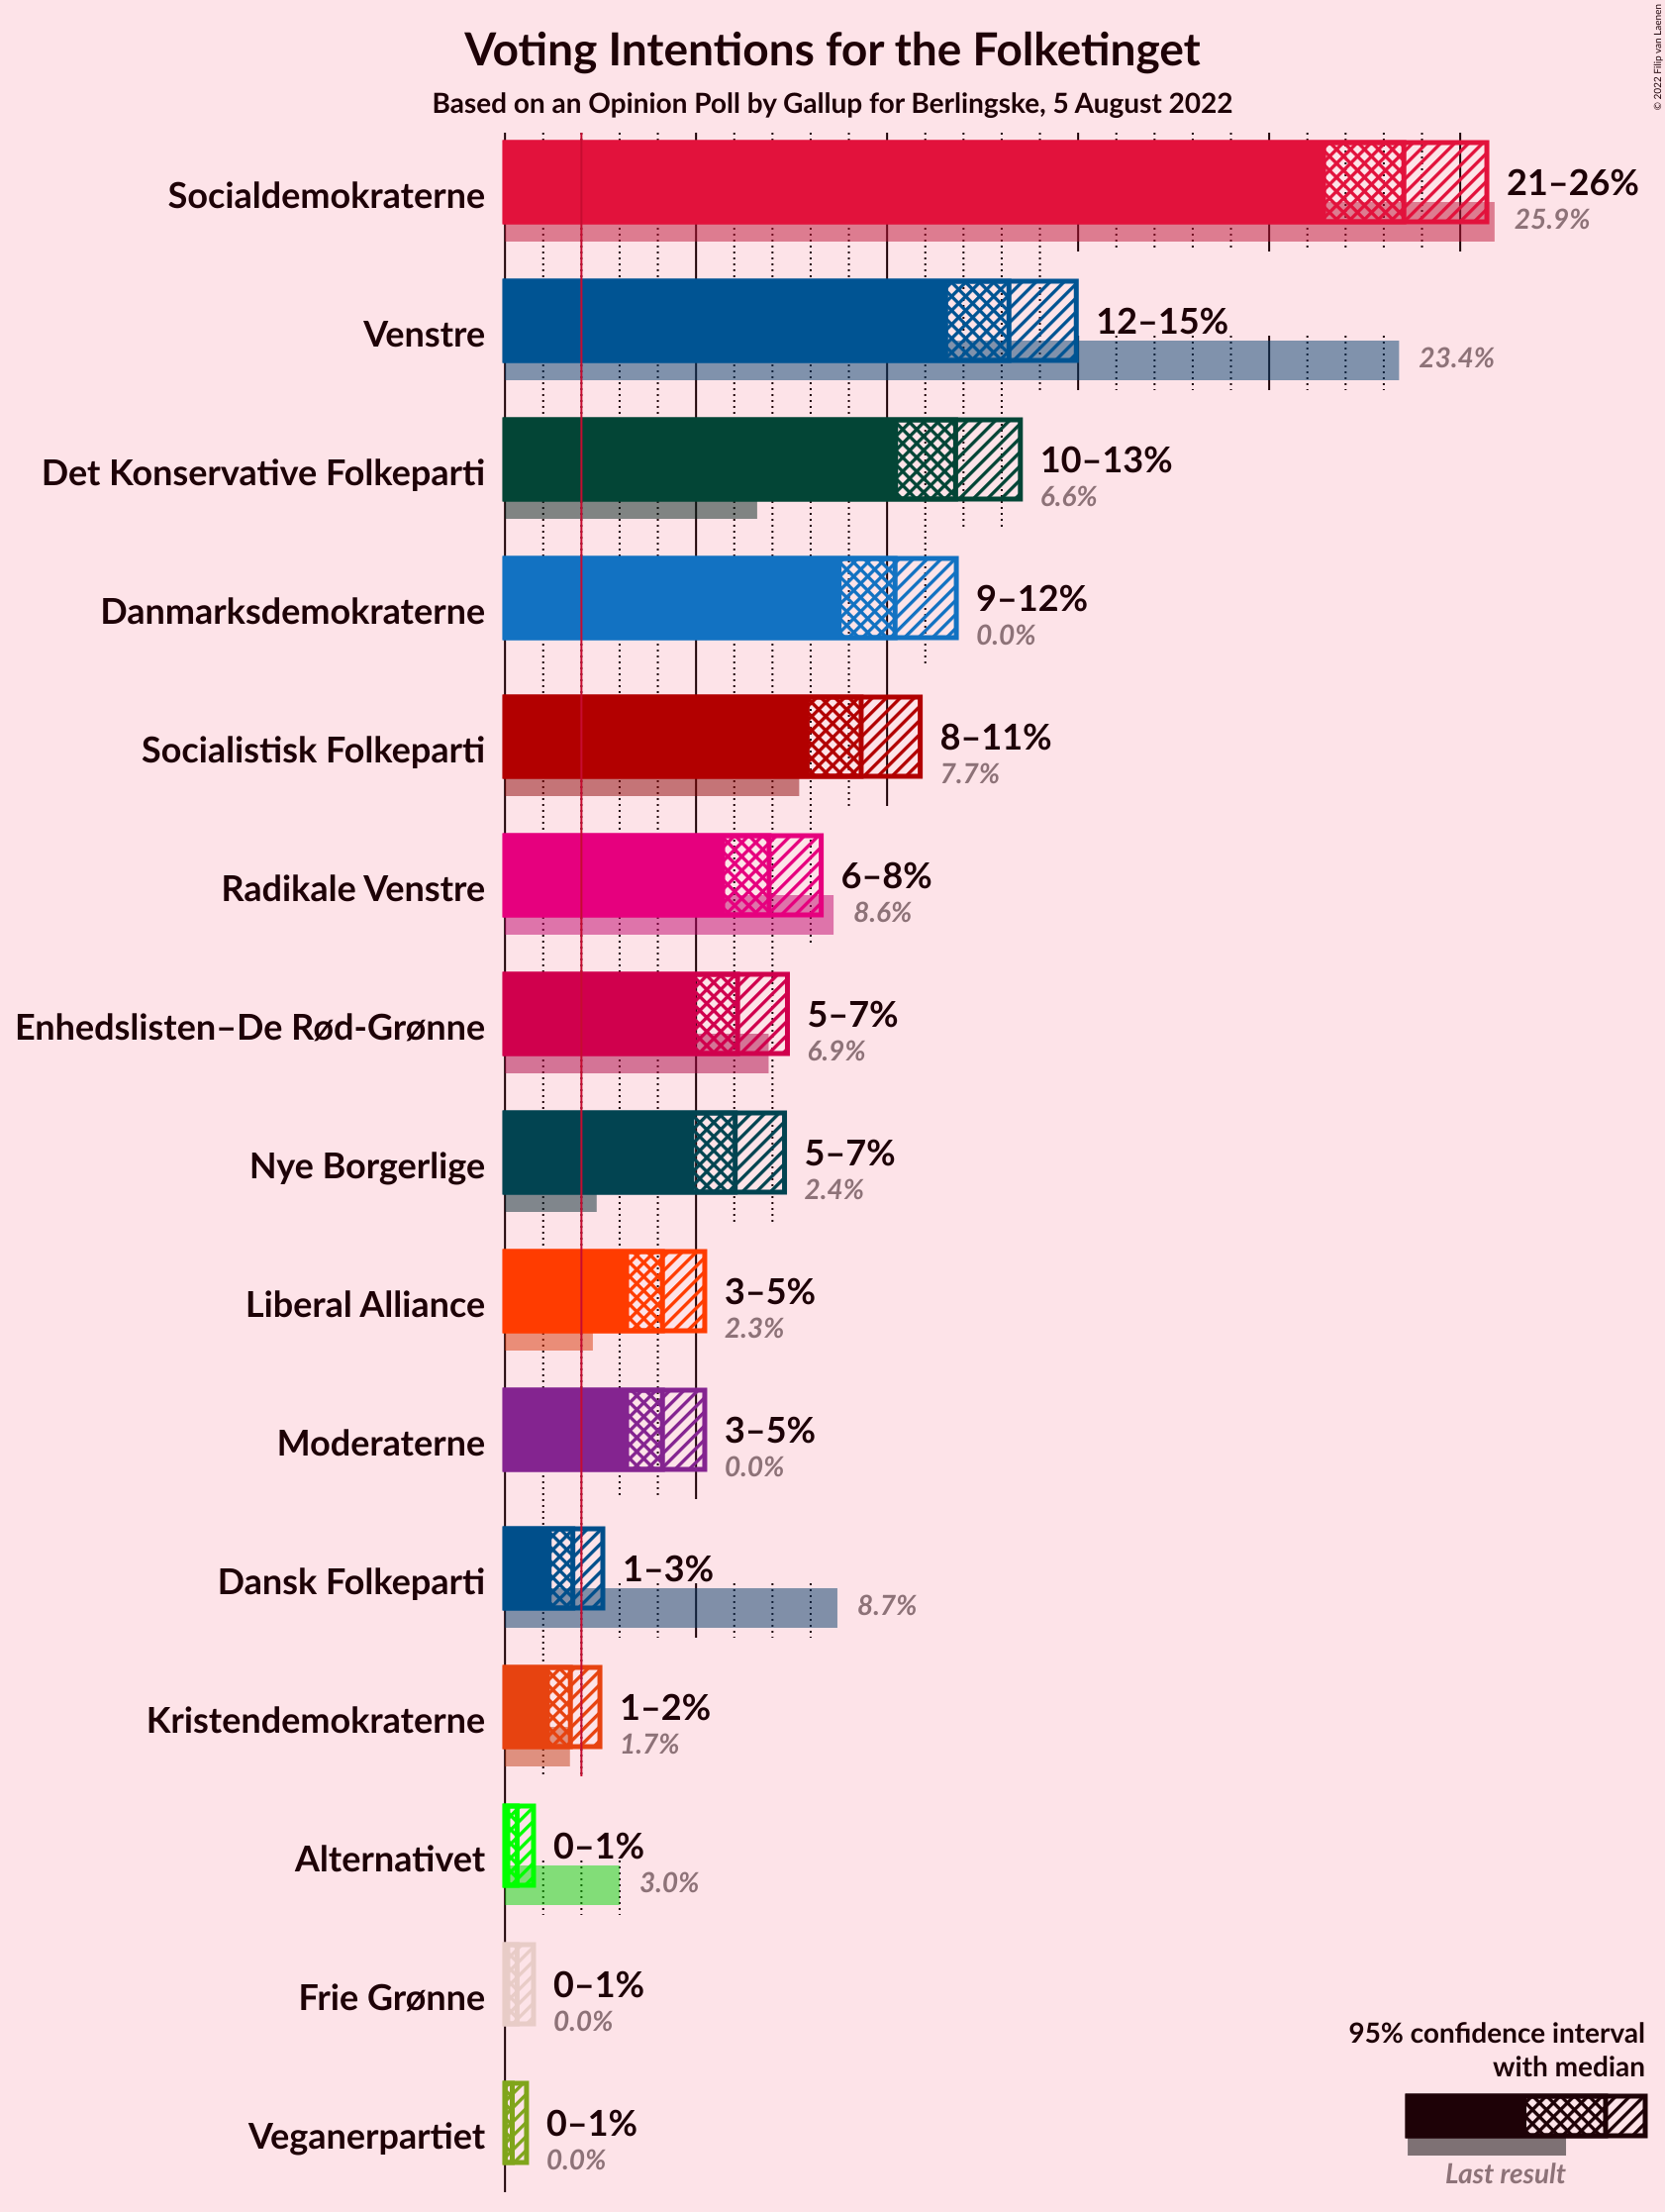 © 2022 Filip van Laenen
Voting Intentions for the Folketinget
Based on an Opinion Poll by Gallup for Berlingske, 5 August 2022
Socialdemokraterne
21–26%
25.9%
Venstre
12–15%
23.4%
Det Konservative Folkeparti
10–13%
6.6%
Danmarksdemokraterne
9–12%
0.0%
Socialistisk Folkeparti
8–11%
7.7%
Radikale Venstre
6–8%
8.6%
Enhedslisten–De Rød-Grønne
5–7%
6.9%
Nye Borgerlige
5–7%
2.4%
Liberal Alliance
3–5%
2.3%
Moderaterne
3–5%
0.0%
Dansk Folkeparti
1–3%
8.7%
Kristendemokraterne
1–2%
1.7%
Alternativet
0–1%
3.0%
Frie Grønne
0–1%
0.0%
Veganerpartiet
0–1%
0.0%
95% confidence interval
with median
Last result